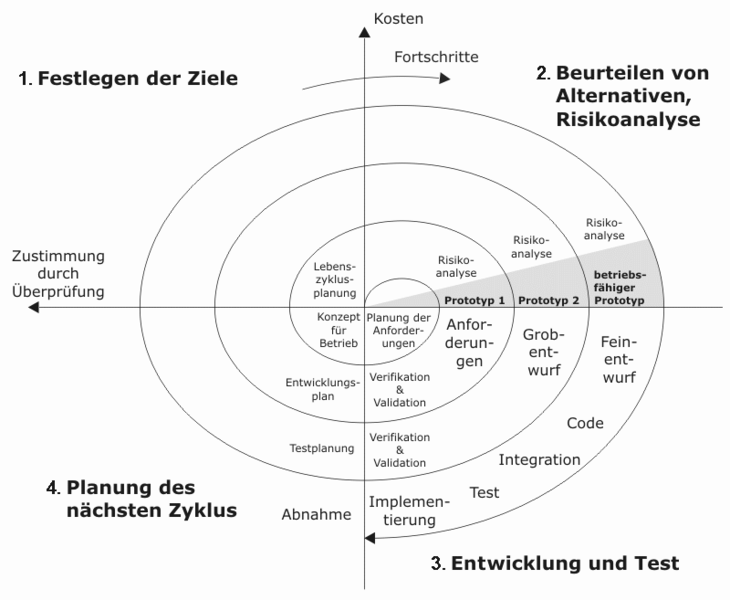 Kosten
Fortschritte
1. Festlegen der Ziele
2. Beurteilen von
Alternativen,
Risikoanalyse
Zustimmung
durch
Überprüfung
Risiko-
analyse
Risiko-
analyse
Risiko-
analyse
Lebens-
zyklus-
planung
Prototyp 1
Prototyp 2
betriebs-
fähiger
Prototyp
Konzept
für
Betrieb
Planung der
Anforder-
ungen
Anfor-
derun-
gen
Grob-
ent-
wurf
Fein-
ent-
wurf
Entwicklungs-
plan
Verifikation
&
Validation
Code
Testplanung
Verifikation
&
Validation
Integration
Test
4. Planung des
nächsten Zyklus
Abnahme
Implemen-
tierung
3. Entwicklung und Test